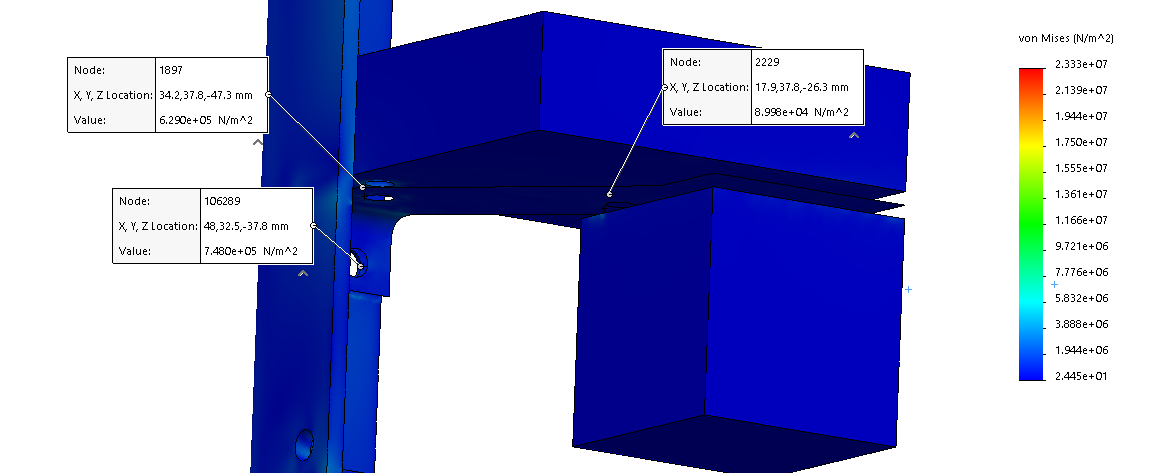 von Mises (N/m^2)
2.333e+07
2.139e+07
1.944e+07
1.750e+07
1.555e+07
1.361e+07
1.166e+07
9.721e+06
7.776e+06
5.832e+06
3.888e+06
1.944e+06
2.445e+01
Node: 1897
X, Y, Z Location: 34.2,37.8,-47.3 mm
Value: 6.290e+05 N/m^2
Node: 2229
X, Y, Z Location: 17.9,37.8,-26.3 mm
Value: 8.998e+04 N/m^2
Node: 106289
X, Y, Z Location: 48,32.5,-37.8 mm
Value: 7.480e+05 N/m^2